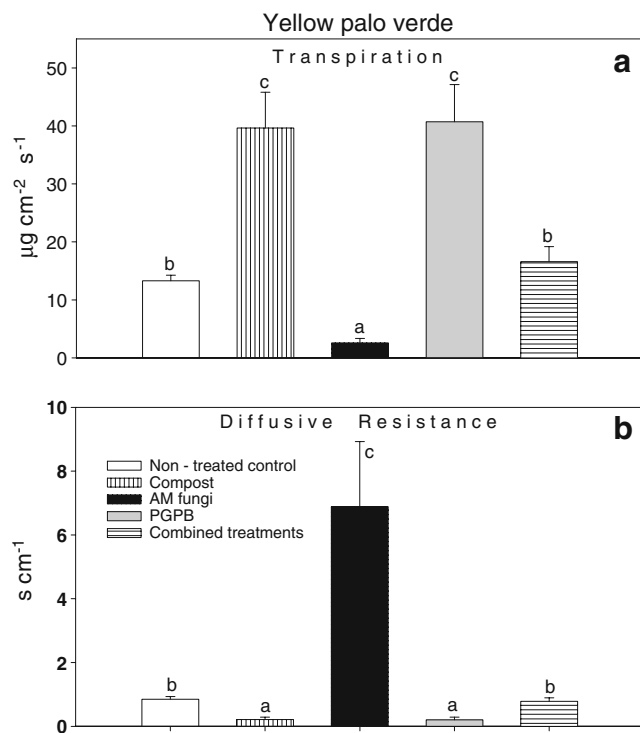 Yellow palo verde
Transpiration
a
50
40
30
20
10
0
µg cm⁻² s⁻¹
b
c
a
c
b
Diffusive Resistance
b
10
8
6
4
2
0
s cm⁻¹
Non - treated control
Compost
AM fungi
PGPB
Combined treatments
b
a
c
a
b